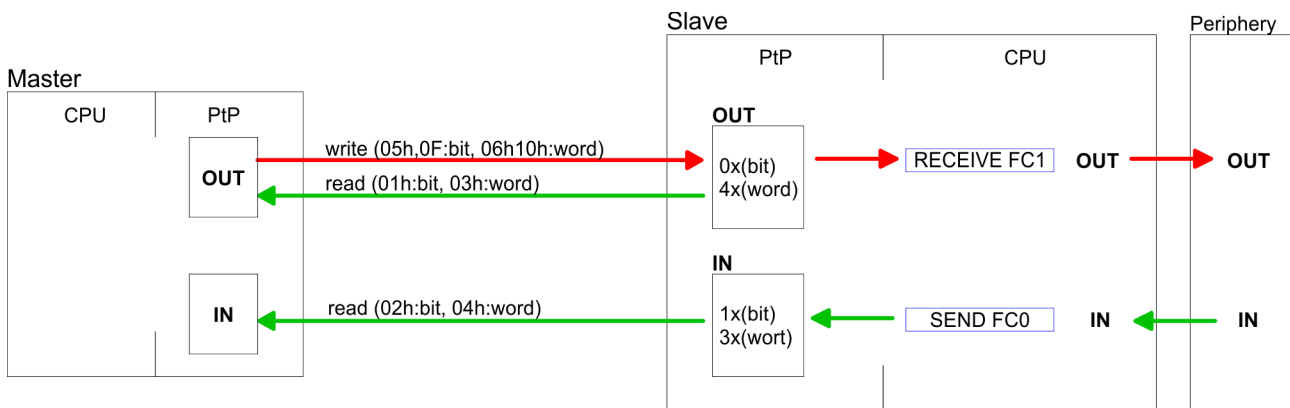 Slave
Periphery
PtP
CPU
Master
CPU
PtP
OUT
write (05h,0F:bit, 06h10h:word)
0x(bit)
RECEIVE FC1
OUT
OUT
OUT
read (01h:bit, 03h:word)
4x(word)
IN
read (02h:bit, 04h:word)
IN
1x(bit)
3x(wort)
SEND FC0
IN
IN